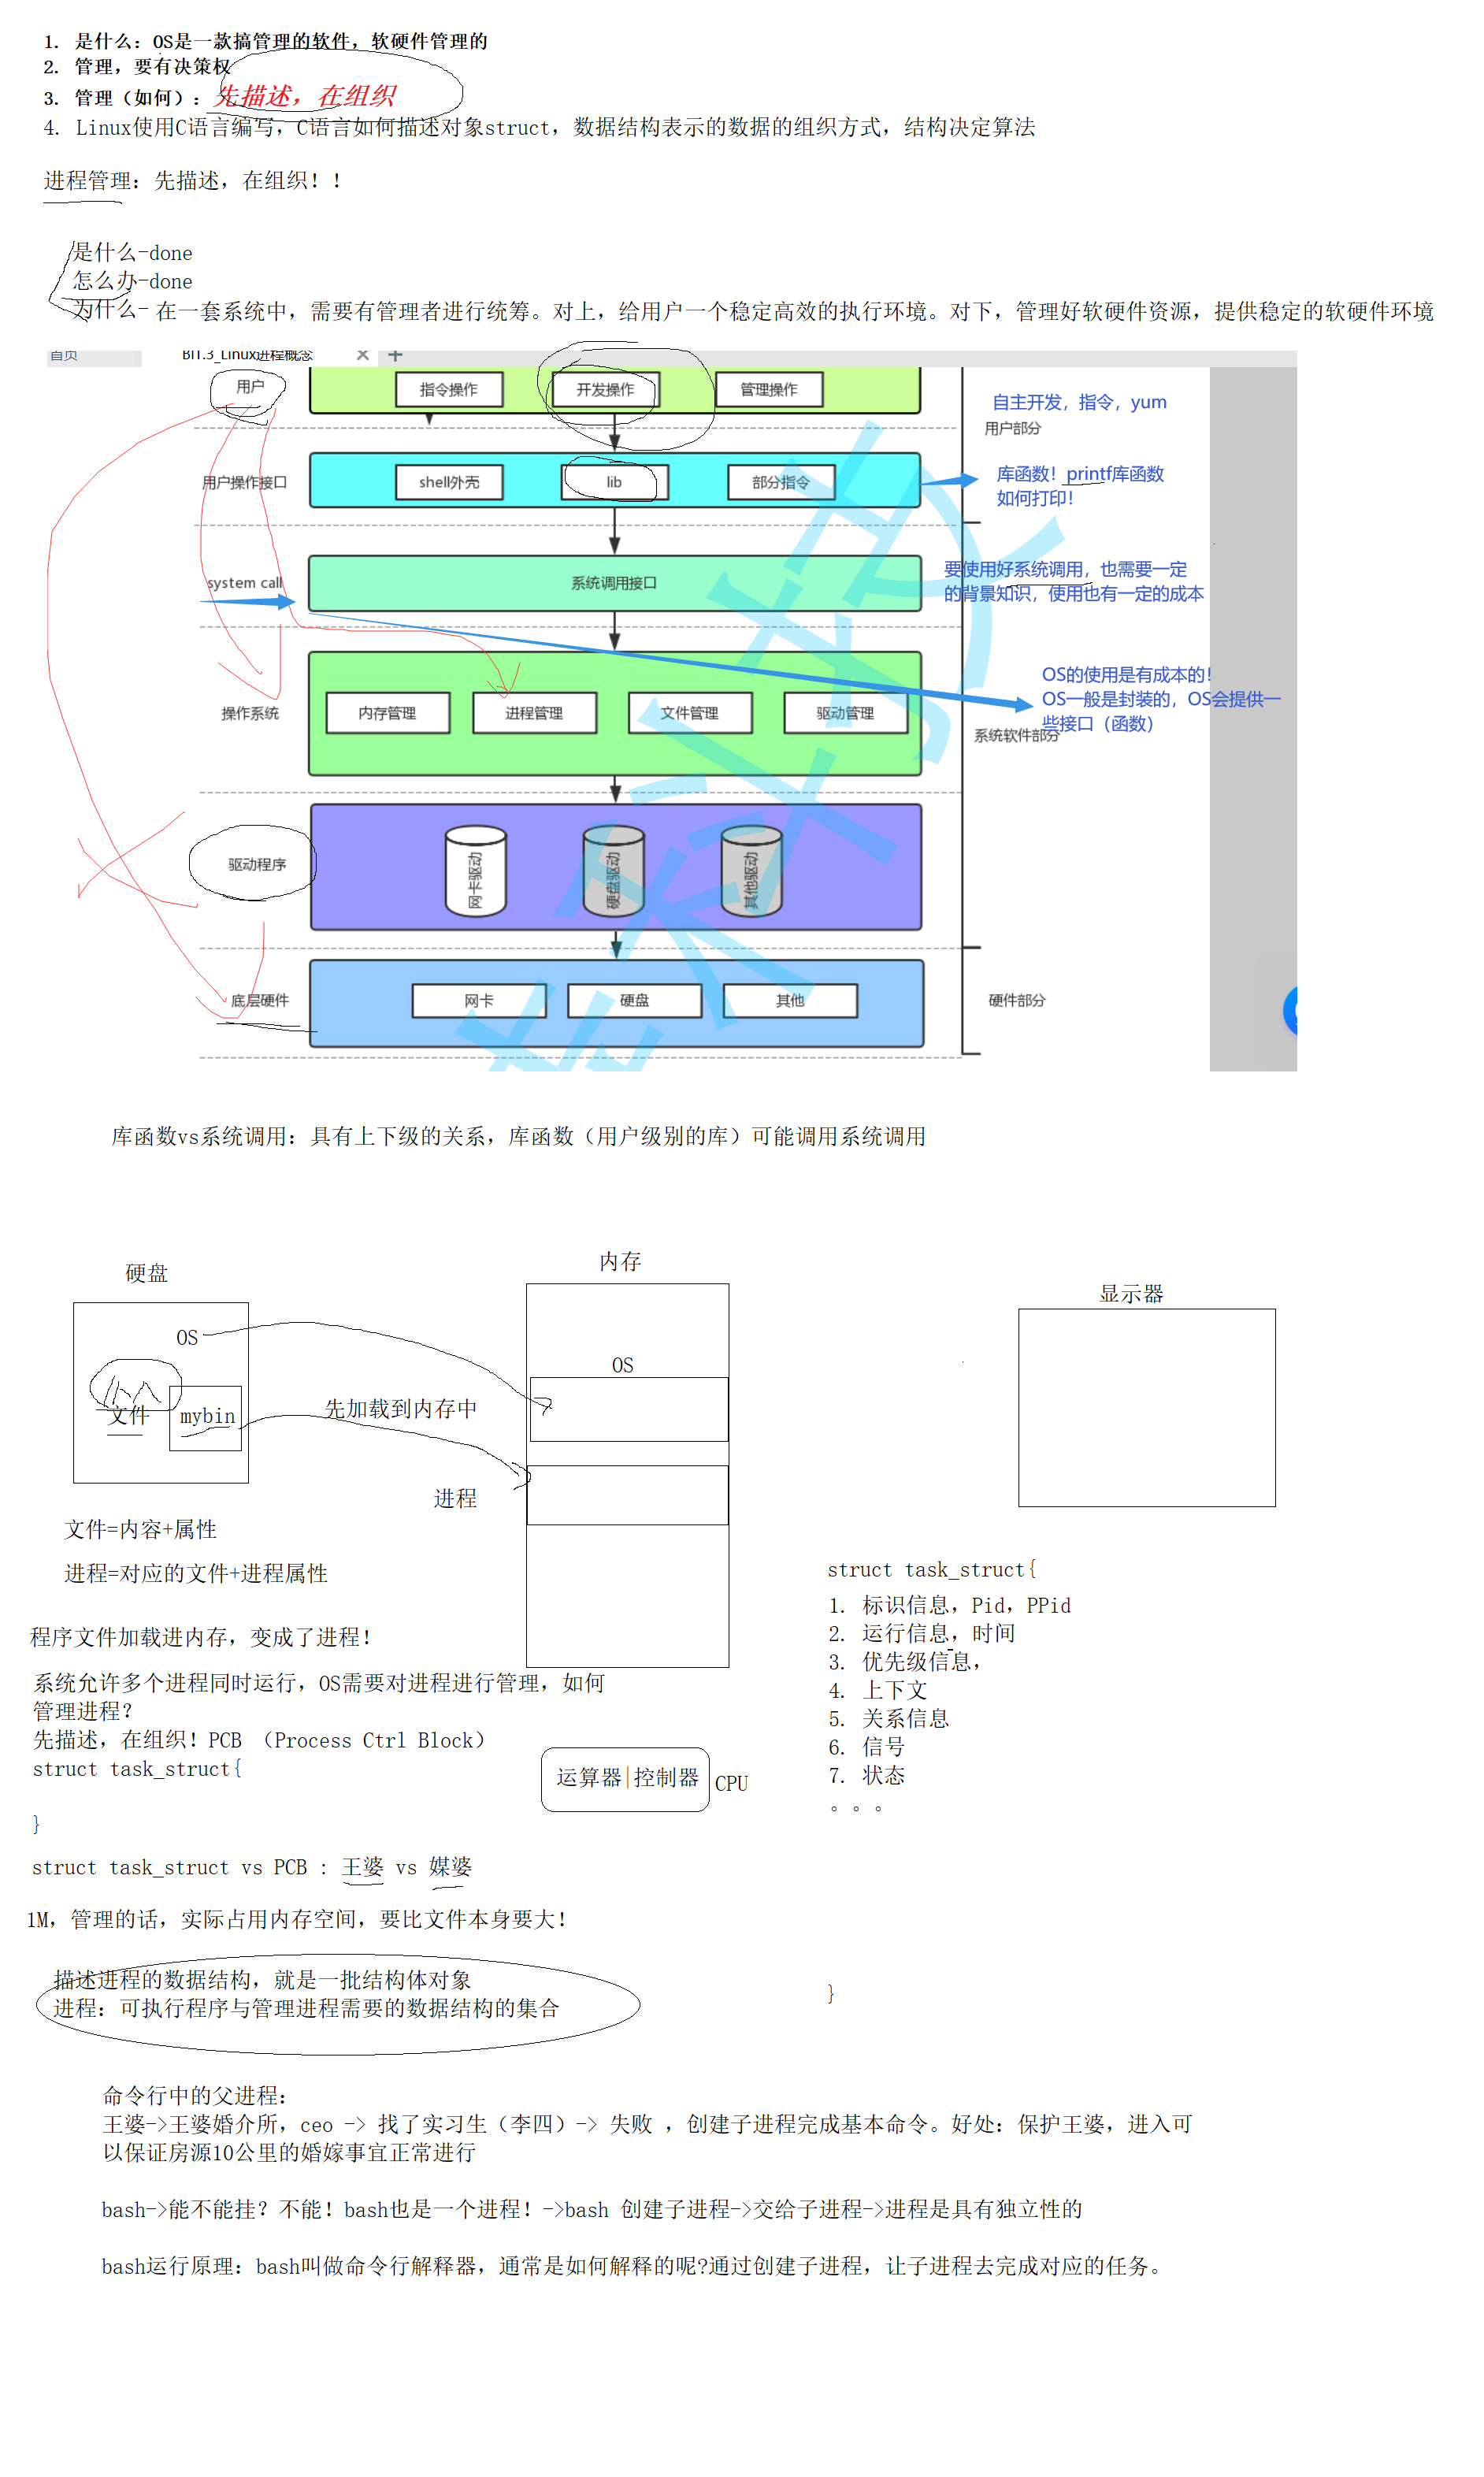 1. 是什么：OS是一款搞管理的软件，软硬件管理的
2. 管理，要有决策权
3. 管理（如何）：先描述，在组织
4. Linux使用C语言编写，C语言如何描述对象struct，数据结构表示的数据的组织方式，结构决定算法
进程管理：先描述，在组织！！
是什么-done
怎么办-done
为什么- 在一套系统中，需要有管理者进行统筹。对上，给用户一个稳定高效的执行环境。对下，管理好软硬件资源，提供稳定的软硬件环境
首页 BIT.3_Linux进程概念 × +
用户 指令操作 开发操作 管理操作
自主开发，指令，yum
用户部分
用户操作接口 shell外壳 lib 部分指令
库函数！printf库函数
如何打印！
system call 系统调用接口
要使用好系统调用，也需要一定
的背景知识，使用也有一定的成本
OS的使用是有成本的！
OS一般是封装的，OS会提供一
些接口（函数）
操作系统 内存管理 进程管理 文件管理 驱动管理
系统软件部分
驱动程序 网卡驱动 硬盘驱动 其他驱动
底层硬件 网卡 硬盘 其他 硬件部分
库函数vs系统调用：具有上下级的关系，库函数（用户级别的库）可能调用系统调用
硬盘
内存
显示器
OS
OS
文件 mybin
先加载到内存中
进程
文件=内容+属性
进程=对应的文件+进程属性
程序文件加载进内存，变成了进程！
系统允许多个进程同时运行，OS需要对进程进行管理，如何
管理进程？
先描述，在组织！PCB （Process Ctrl Block）
struct task_struct{
}
运算器|控制器 CPU
struct task_struct{
1. 标识信息，Pid，PPid
2. 运行信息，时间
3. 优先级信息，
4. 上下文
5. 关系信息
6. 信号
7. 状态
。。。
}
struct task_struct vs PCB : 王婆 vs 媒婆
1M，管理的话，实际占用内存空间，要比文件本身要大！
描述进程的数据结构，就是一批结构体对象
进程：可执行程序与管理进程需要的数据结构的集合
命令行中的父进程：
王婆->王婆婚介所，ceo -> 找了实习生（李四）-> 失败 ，创建子进程完成基本命令。好处：保护王婆，进入可
以保证房源10公里的婚嫁事宜正常进行
bash->能不能挂？不能！bash也是一个进程！->bash 创建子进程->交给子进程->进程是具有独立性的
bash运行原理：bash叫做命令行解释器，通常是如何解释的呢?通过创建子进程，让子进程去完成对应的任务。